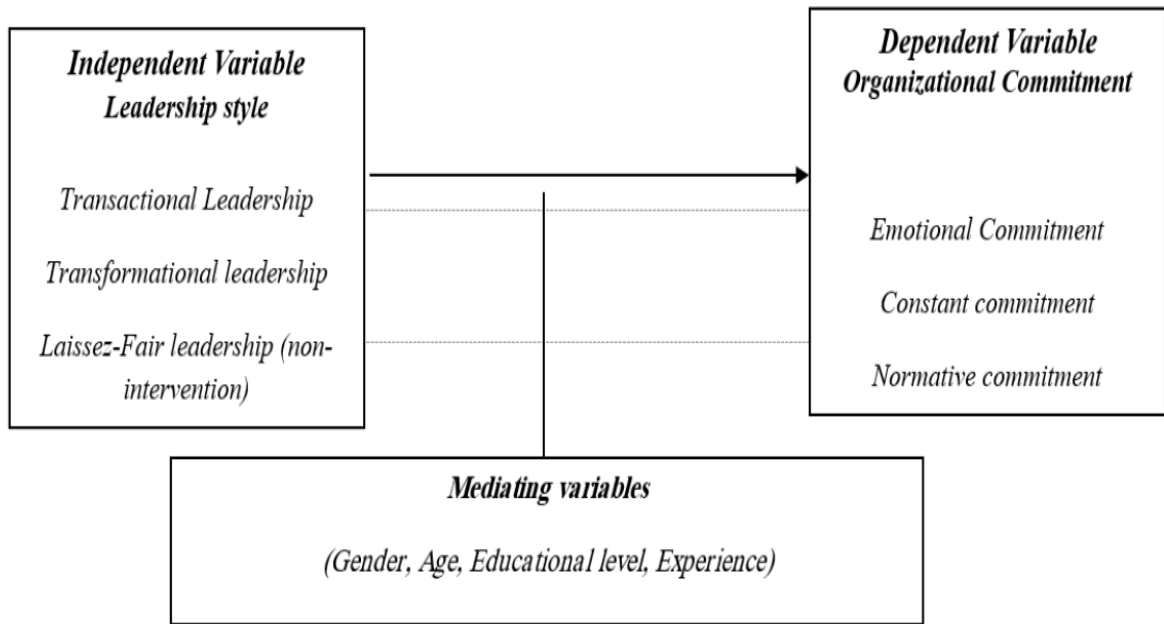 Independent Variable
Leadership style
Transactional Leadership
Transformational leadership
Laissez-Fair leadership (non-
intervention)
Dependent Variable
Organizational Commitment
Emotional Commitment
Constant commitment
Normative commitment
Mediating variables
(Gender, Age, Educational level, Experience)